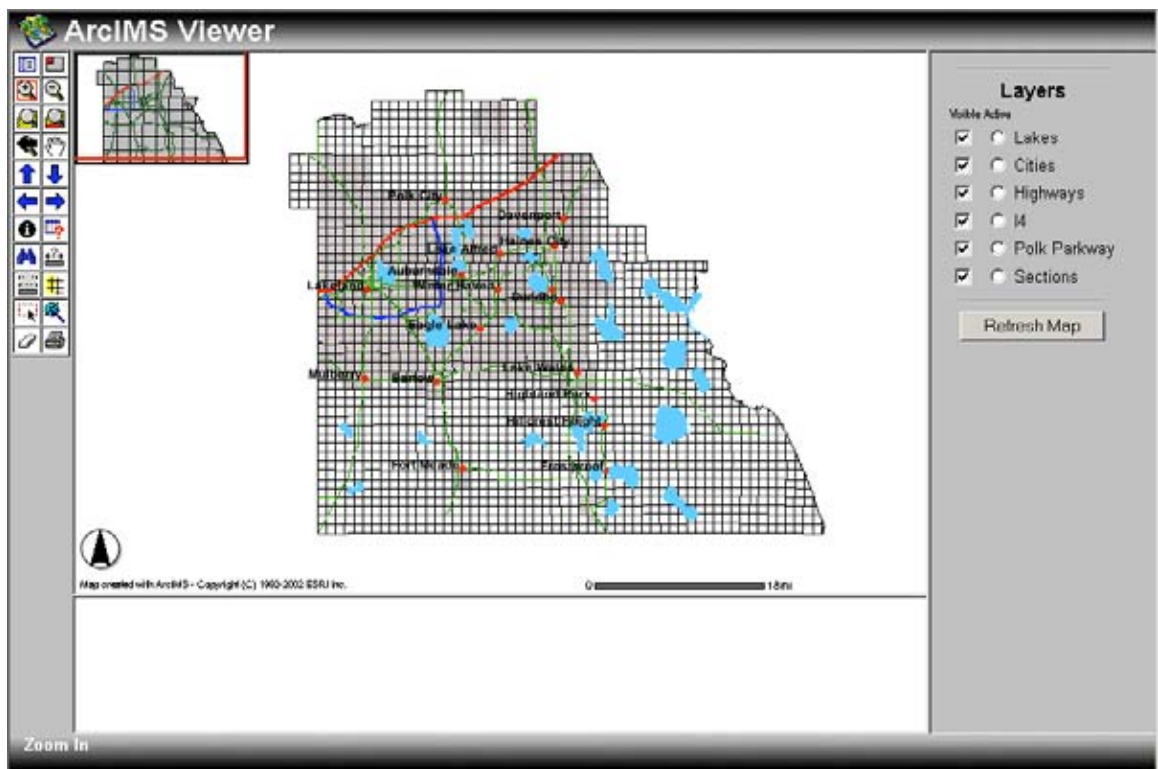 ArcIMS Viewer
Layers
Visible Active
Lakes
Cities
Highways
I4
Polk Parkway
Sections
Refresh Map
Polk City
Davenport
Haines City
Lake Alfred
Auburndale
Lakeland
Winter Haven
Dundee
Eagle Lake
Lake Wales
Mulberry
Bartow
Highland Park
Hillcrest Height
Fort Meade
Frostproof
Map created with ArcIMS - Copyright (C) 1992-2002 ESRI Inc.
0 18mi
Zoom In